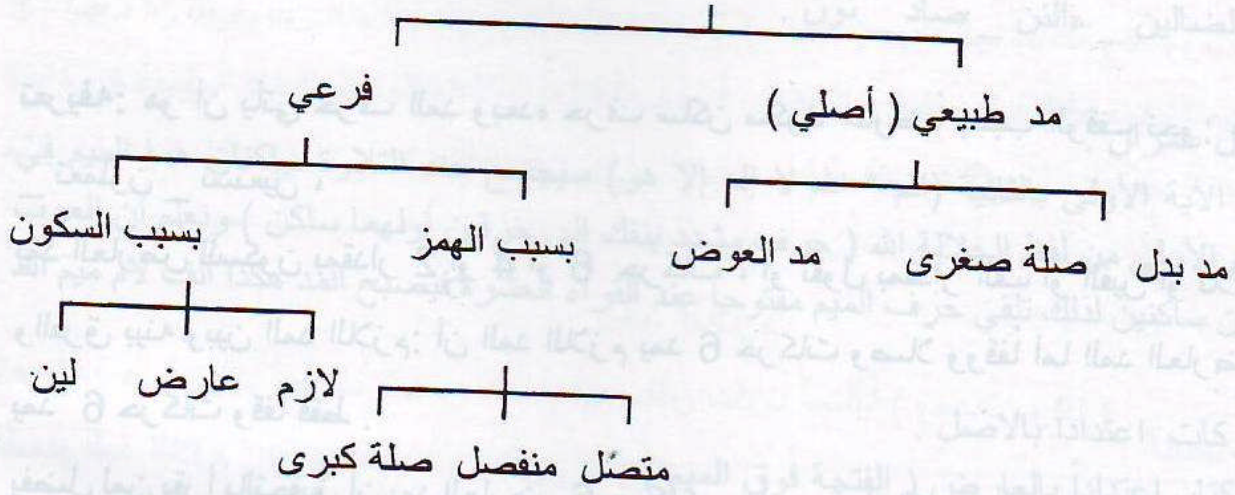 مد طبيعي ( أصلي ) فرعي
مد بدل صلة صغرى مد العوض بسبب الهمز بسبب السكون
لازم عارض لين
متصل منفصل صلة كبرى